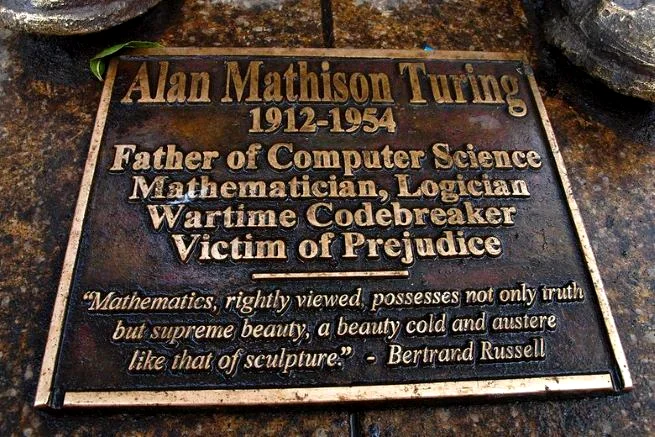 Alan Mathison Turing
1912-1954
Father of Computer Science
Mathematician, Logician
Wartime Codebreaker
Victim of Prejudice
“Mathematics, rightly viewed, possesses not only truth
but supreme beauty, a beauty cold and austere
like that of sculpture.” - Bertrand Russell